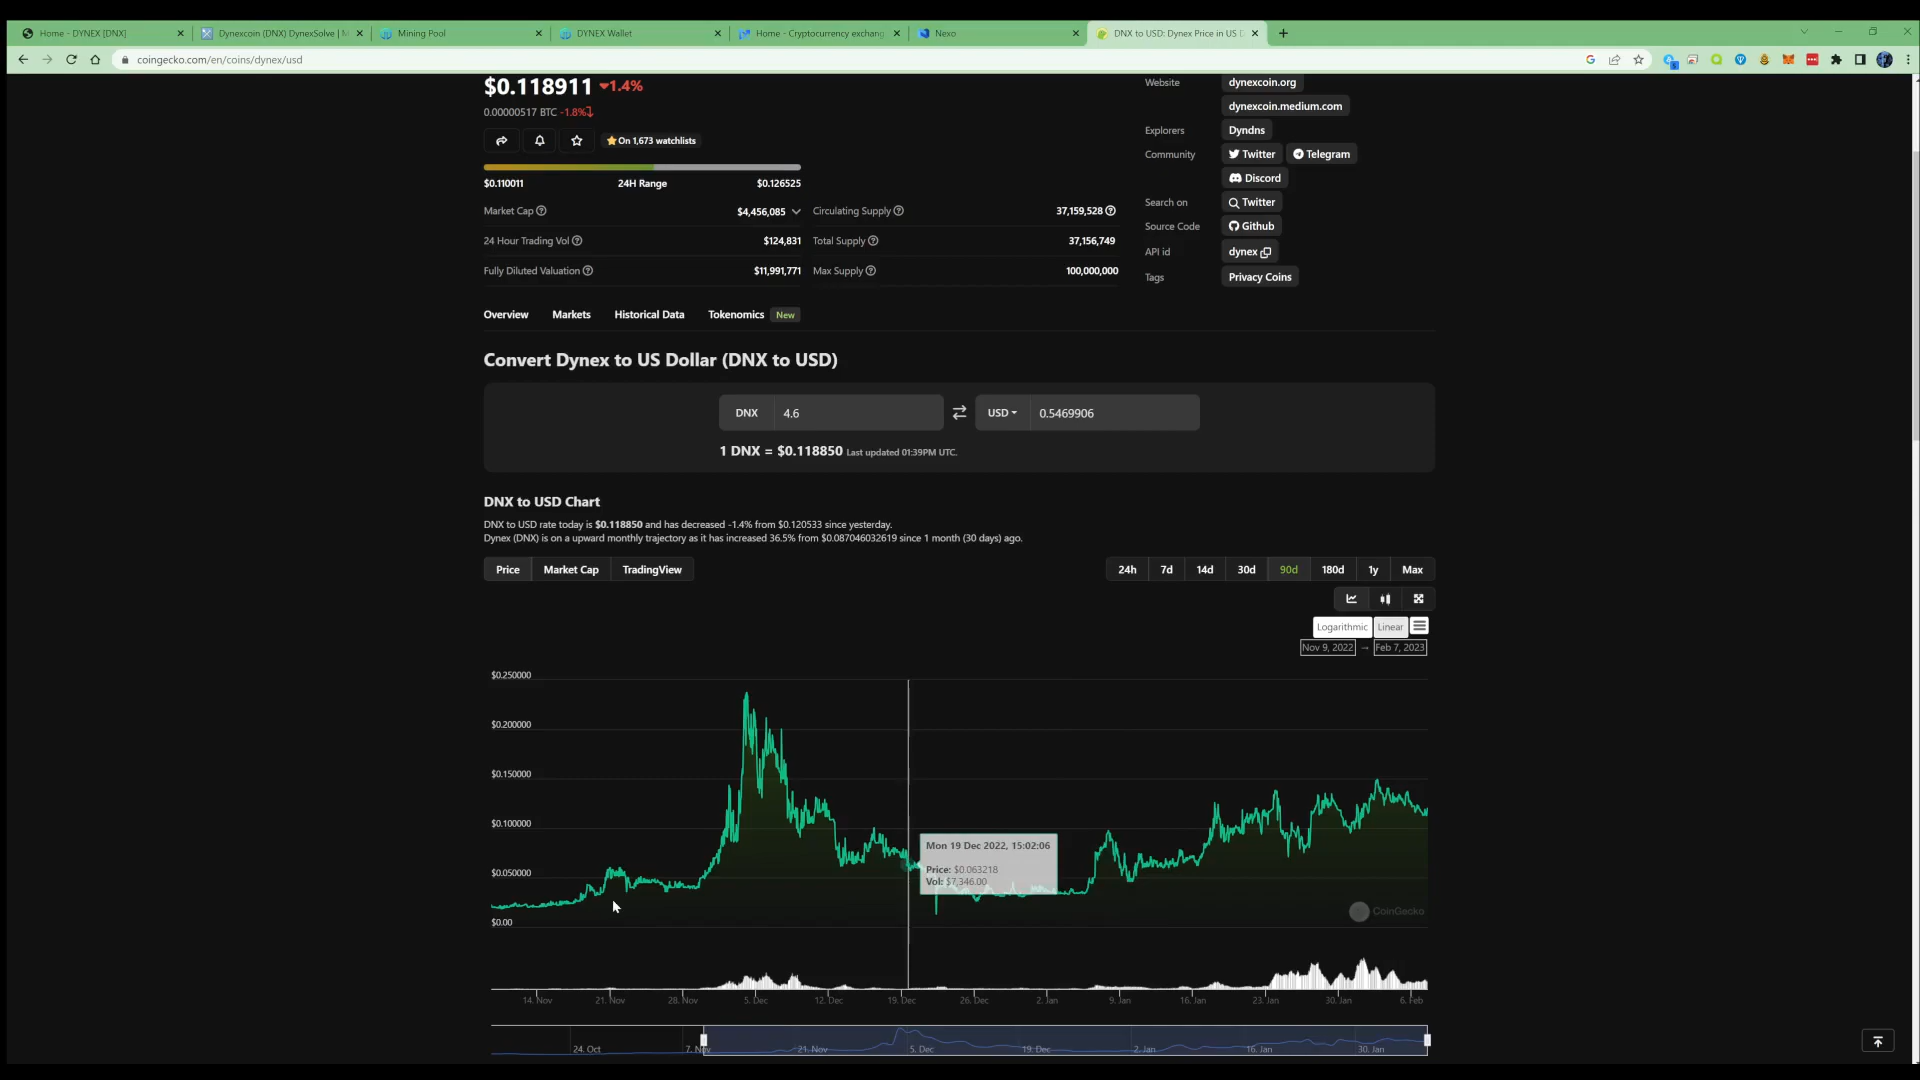 Home - DYNEX [DNX]
Dynexcoin (DNX) DynexSolve | M
Mining Pool
DYNEX Wallet
Home - Cryptocurrency exchang
Nexo
DNX to USD: Dynex Price in US D
coingecko.com/en/coins/dynex/usd
$0.118911 1.4%
0.00000517 BTC -1.8%
On 1,673 watchlists
$0.110011 24H Range $0.126525
Market Cap $4,456,085
Circulating Supply 37,159,528
24 Hour Trading Vol $124,831
Total Supply 37,156,749
Fully Diluted Valuation $11,991,771
Max Supply 100,000,000
Website dynexcoin.org
dynexcoin.medium.com
Explorers Dyndns
Community Twitter Telegram
Discord
Search on Twitter
Source Code Github
API id dynex
Tags Privacy Coins
Overview Markets Historical Data Tokenomics New
Convert Dynex to US Dollar (DNX to USD)
DNX 4.6 USD 0.5469906
1 DNX = $0.118850 Last updated 01:39PM UTC.
DNX to USD Chart
DNX to USD rate today is $0.118850 and has decreased -1.4% from $0.120533 since yesterday.
Dynex (DNX) is on a upward monthly trajectory as it has increased 36.5% from $0.087046032619 since 1 month (30 days) ago.
Price Market Cap TradingView
24h 7d 14d 30d 90d 180d 1y Max
Logarithmic Linear
Nov 9, 2022 → Feb 7, 2023
$0.250000
$0.200000
$0.150000
$0.100000
$0.050000
$0.00
Mon 19 Dec 2022, 15:02:06
Price: $0.063218
Vol: $7,346.00
CoinGecko
14. Nov 21. Nov 28. Nov 5. Dec 12. Dec 19. Dec 26. Dec 2. Jan 9. Jan 16. Jan 23. Jan 30. Jan 6. Feb
24. Oct 7. Nov 21. Nov 5. Dec 19. Dec 2. Jan 16. Jan 30. Jan